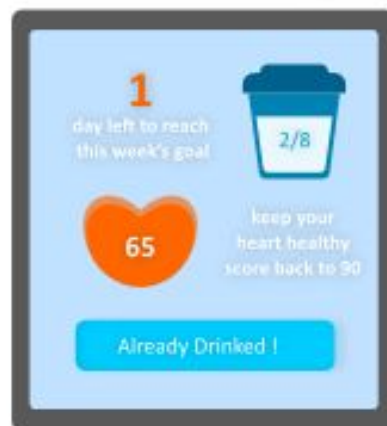 1
day left to reach
this week's goal
2/8
65
keep your
heart healthy
score back to 90
Already Drinked !